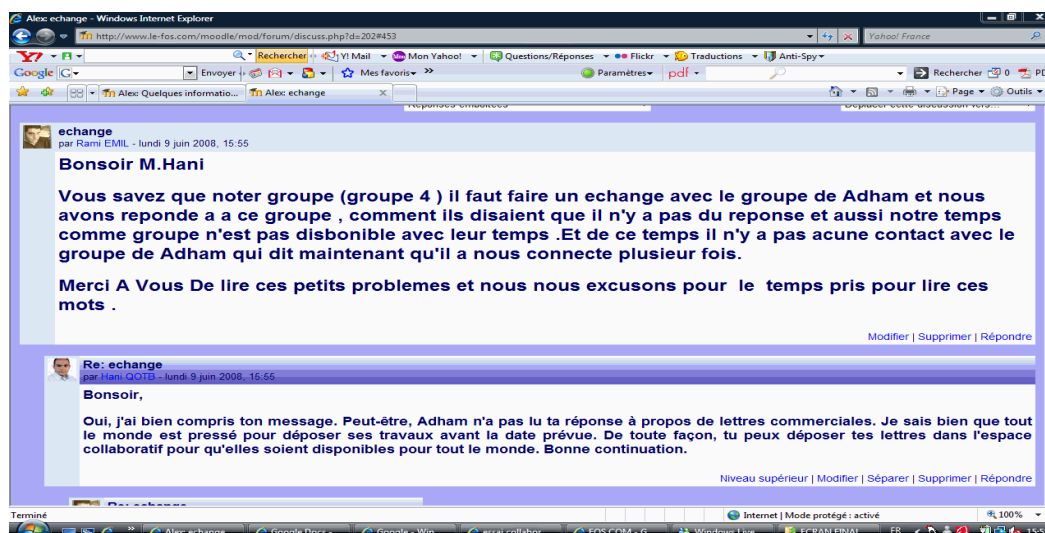 Alex: echange - Windows Internet Explorer
http://www.le-fos.com/moodle/mod/forum/discuss.php?d=202#453
Yahoo! France
Rechercher Y! Mail Mon Yahoo! Questions/Réponses Flickr Traductions Anti-Spy
Google G Envoyer Mes favoris Paramètres pdf Rechercher 0
Alex: Quelques informatio... Alex: echange Page Outils
echange
par Rami EMIL - lundi 9 juin 2008, 15:55
Bonsoir M.Hani
Vous savez que noter groupe (groupe 4 ) il faut faire un echange avec le groupe de Adham et nous
avons reponde a a ce groupe , comment ils disaient que il n'y a pas du reponse et aussi notre temps
comme groupe n'est pas disbonible avec leur temps .Et de ce temps il n'y a pas acune contact avec le
groupe de Adham qui dit maintenant qu'il a nous connecte plusieur fois.
Merci A Vous De lire ces petits problemes et nous nous excusons pour le temps pris pour lire ces
mots .
Modifier | Supprimer | Répondre
Re: echange
par Hani QOTB - lundi 9 juin 2008, 15:55
Bonsoir,
Oui, j'ai bien compris ton message. Peut-être, Adham n'a pas lu ta réponse à propos de lettres commerciales. Je sais bien que tout
le monde est pressé pour déposer ses travaux avant la date prévue. De toute façon, tu peux déposer tes lettres dans l'espace
collaboratif pour qu'elles soient disponibles pour tout le monde. Bonne continuation.
Niveau supérieur | Modifier | Séparer | Supprimer | Répondre
Terminé Internet | Mode protégé : activé 100%